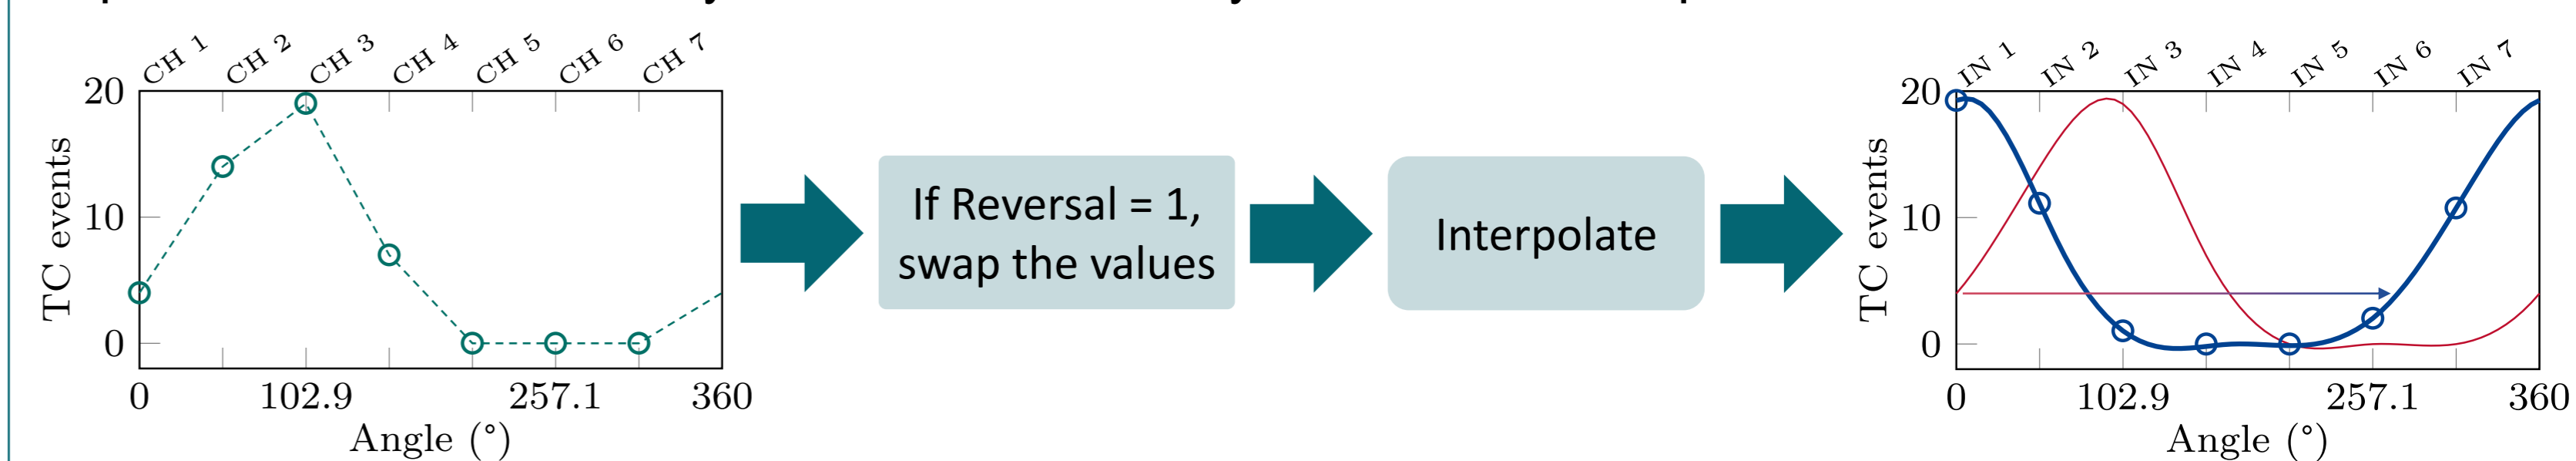 CH 1 CH 2 CH 3 CH 4 CH 5 CH 6 CH 7
20
10
0
TC events
0 102.9 257.1 360
Angle (°)
If Reversal = 1,
swap the values
Interpolate
IN 1 IN 2 IN 3 IN 4 IN 5 IN 6 IN 7
20
10
0
TC events
0 102.9 257.1 360
Angle (°)